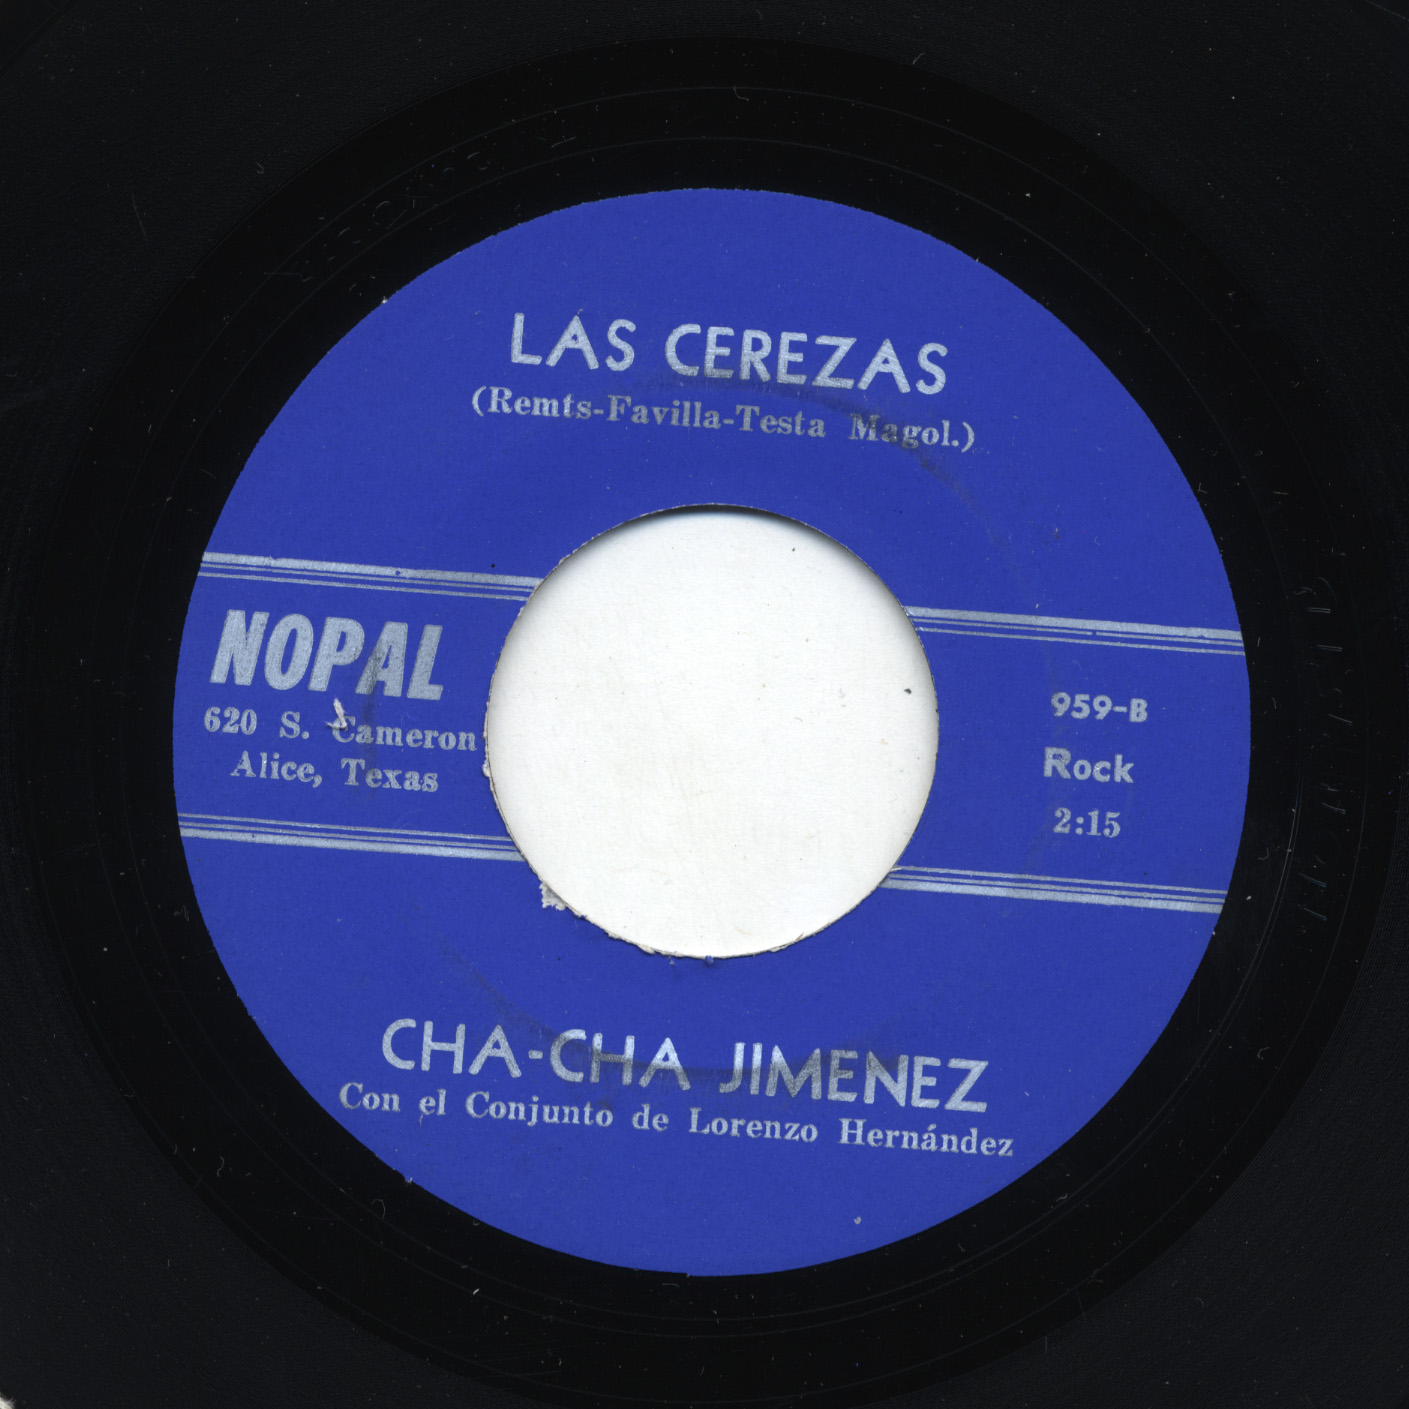 LAS CEREZAS
(Remts-Favilla-Testa Magol.)
NOPAL
620 S. Cameron
Alice, Texas
959-B
Rock
2:15
CHA-CHA JIMENEZ
Con el Conjunto de Lorenzo Hernández